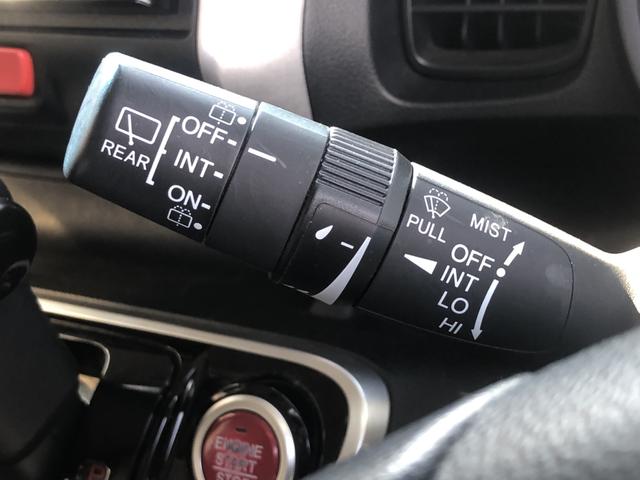 REAR
OFF
INT
ON
MIST
PULL
OFF
INT
LO
HI
ENGINE
START
STOP